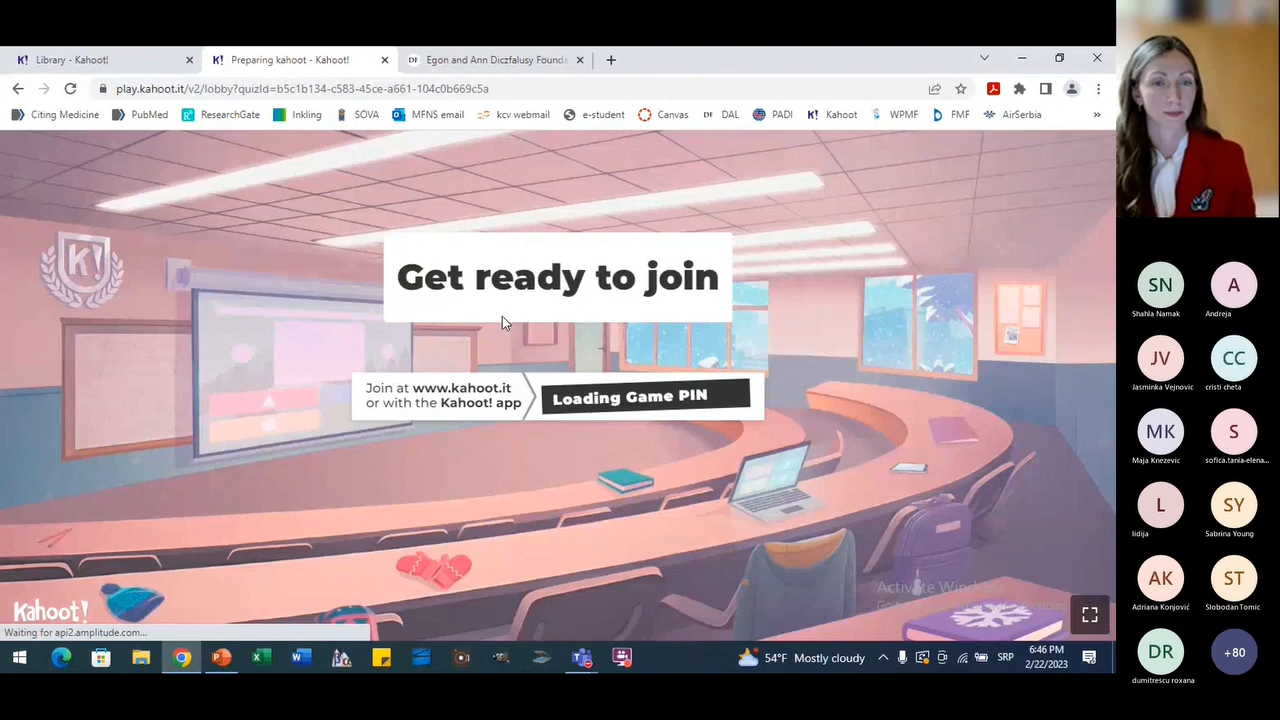 Library - Kahoot!
Preparing kahoot - Kahoot!
Egon and Ann Diczfalusy Founda
play.kahoot.it/v2/lobby?quizId=b5c1b134-c583-45ce-a661-104c0b669c5a
Citing Medicine PubMed ResearchGate Inkling SOVA MFNS email kcv webmail e-student Canvas DF DAL PADI Kahoot WPMF FMF AirSerbia
Get ready to join
Join at www.kahoot.it
or with the Kahoot! app
Loading Game PIN
Kahoot!
Waiting for api2.amplitude.com...
54°F Mostly cloudy
SRP
6:46 PM
2/22/2023
SN
Shahla Namak
A
Andreja
JV
Jasminka Vejnovic
CC
cristi cheta
MK
Maja Knezevic
S
sofica.tania-elena...
L
lidija
SY
Sabrina Young
AK
Adriana Konjović
ST
Slobodan Tomic
DR
dumitrescu roxana
+80